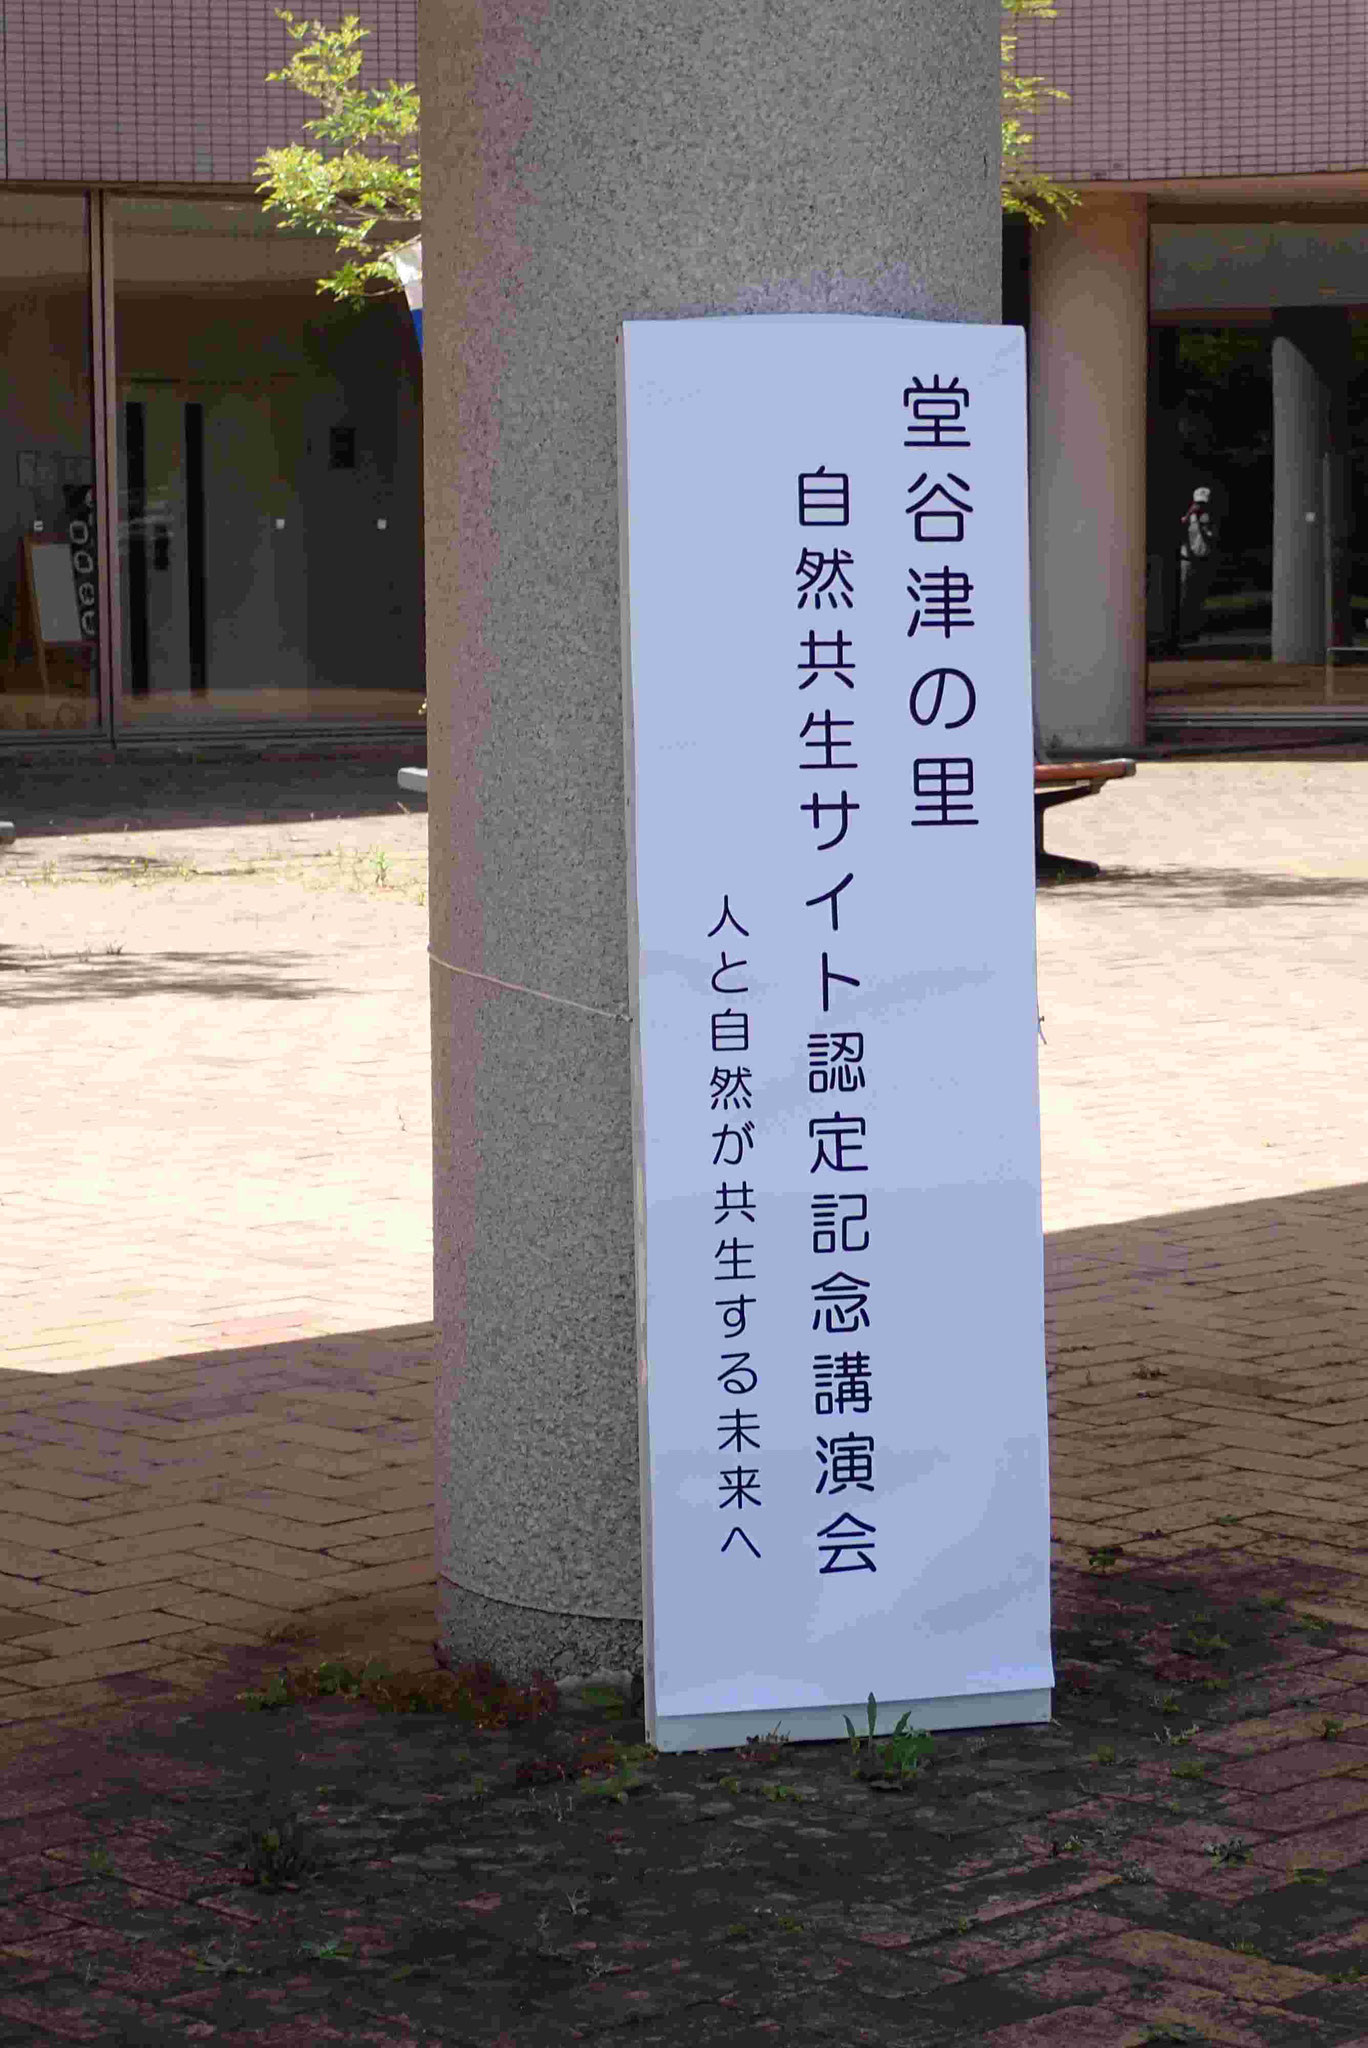 堂谷津の里
自然共生サイト認定記念講演会
人と自然が共生する未来へ